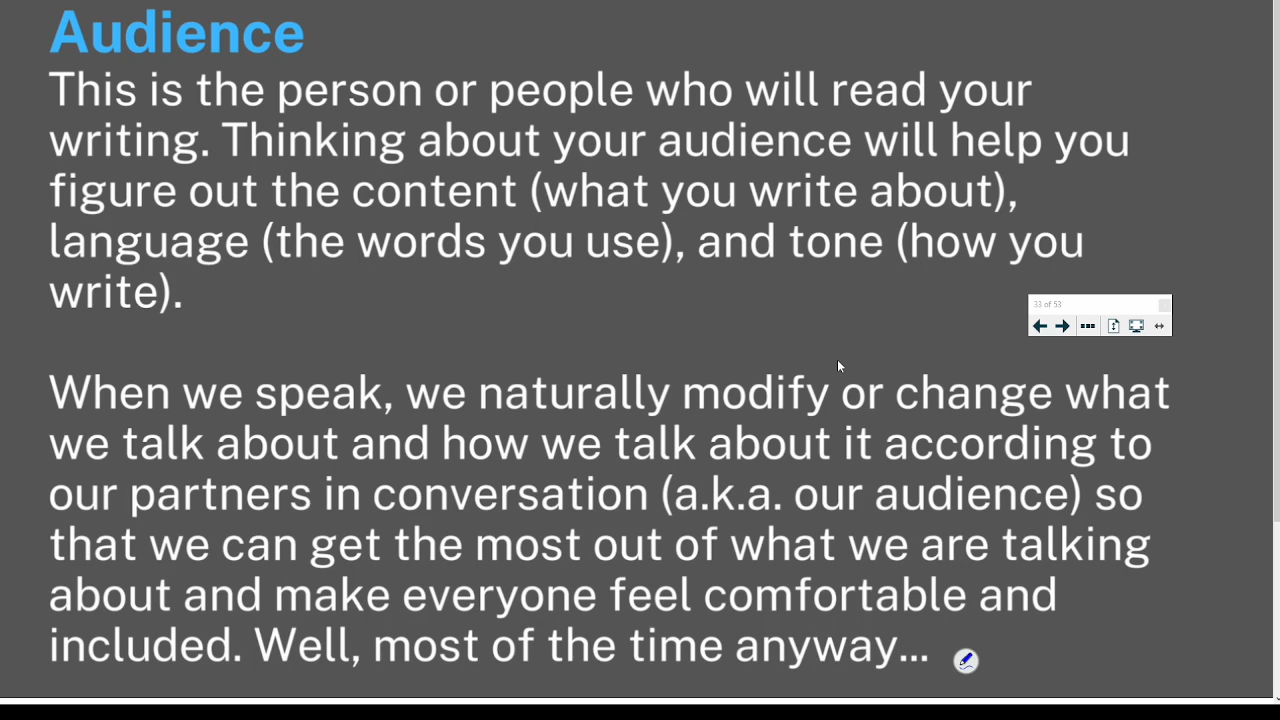 Audience
This is the person or people who will read your
writing. Thinking about your audience will help you
figure out the content (what you write about),
language (the words you use), and tone (how you
write).
33 of 53
When we speak, we naturally modify or change what
we talk about and how we talk about it according to
our partners in conversation (a.k.a. our audience) so
that we can get the most out of what we are talking
about and make everyone feel comfortable and
included. Well, most of the time anyway...